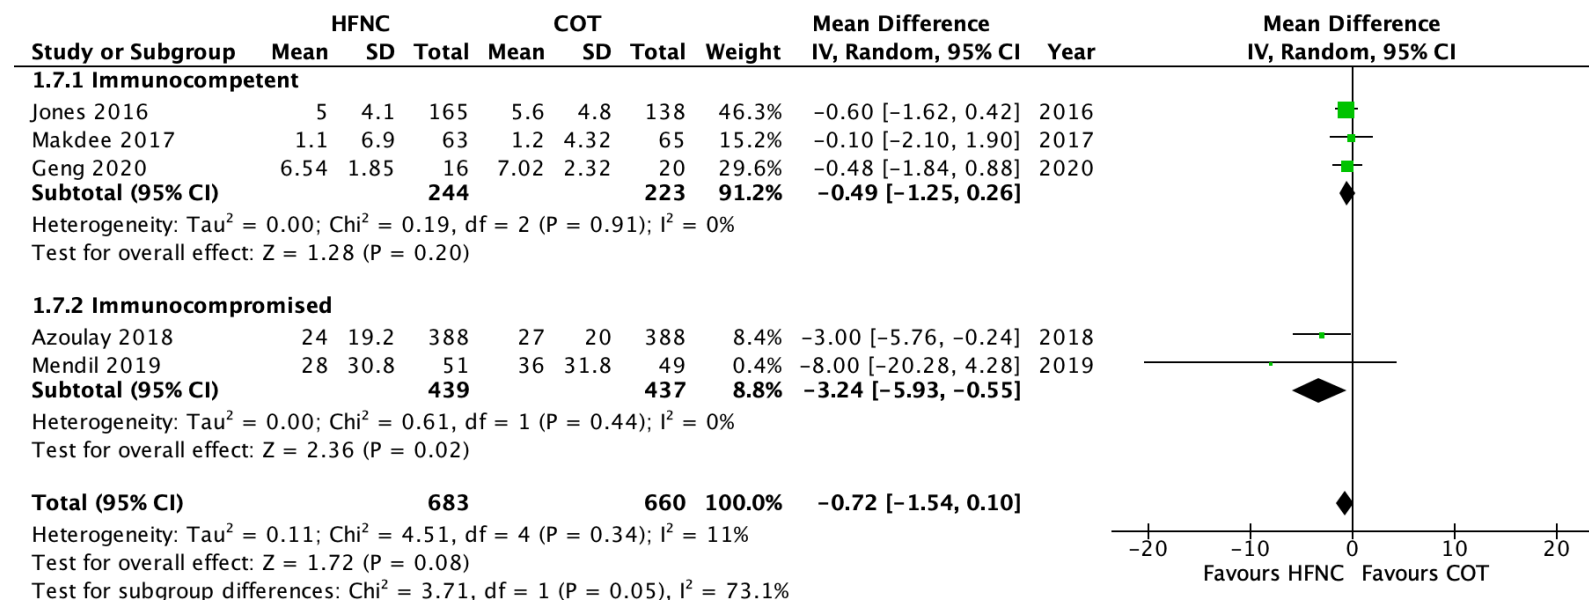 HFNC COT Mean Difference Mean Difference
Study or Subgroup Mean SD Total Mean SD Total Weight IV, Random, 95% CI Year IV, Random, 95% CI
1.7.1 Immunocompetent
Jones 2016 5 4.1 165 5.6 4.8 138 46.3% −0.60 [−1.62, 0.42] 2016
Makdee 2017 1.1 6.9 63 1.2 4.32 65 15.2% −0.10 [−2.10, 1.90] 2017
Geng 2020 6.54 1.85 16 7.02 2.32 20 29.6% −0.48 [−1.84, 0.88] 2020
Subtotal (95% CI) 244 223 91.2% −0.49 [−1.25, 0.26]
Heterogeneity: Tau² = 0.00; Chi² = 0.19, df = 2 (P = 0.91); I² = 0%
Test for overall effect: Z = 1.28 (P = 0.20)
1.7.2 Immunocompromised
Azoulay 2018 24 19.2 388 27 20 388 8.4% −3.00 [−5.76, −0.24] 2018
Mendil 2019 28 30.8 51 36 31.8 49 0.4% −8.00 [−20.28, 4.28] 2019
Subtotal (95% CI) 439 437 8.8% −3.24 [−5.93, −0.55]
Heterogeneity: Tau² = 0.00; Chi² = 0.61, df = 1 (P = 0.44); I² = 0%
Test for overall effect: Z = 2.36 (P = 0.02)
Total (95% CI) 683 660 100.0% −0.72 [−1.54, 0.10]
Heterogeneity: Tau² = 0.11; Chi² = 4.51, df = 4 (P = 0.34); I² = 11%
Test for overall effect: Z = 1.72 (P = 0.08)
Test for subgroup differences: Chi² = 3.71, df = 1 (P = 0.05), I² = 73.1%
−20 −10 0 10 20
Favours HFNC Favours COT